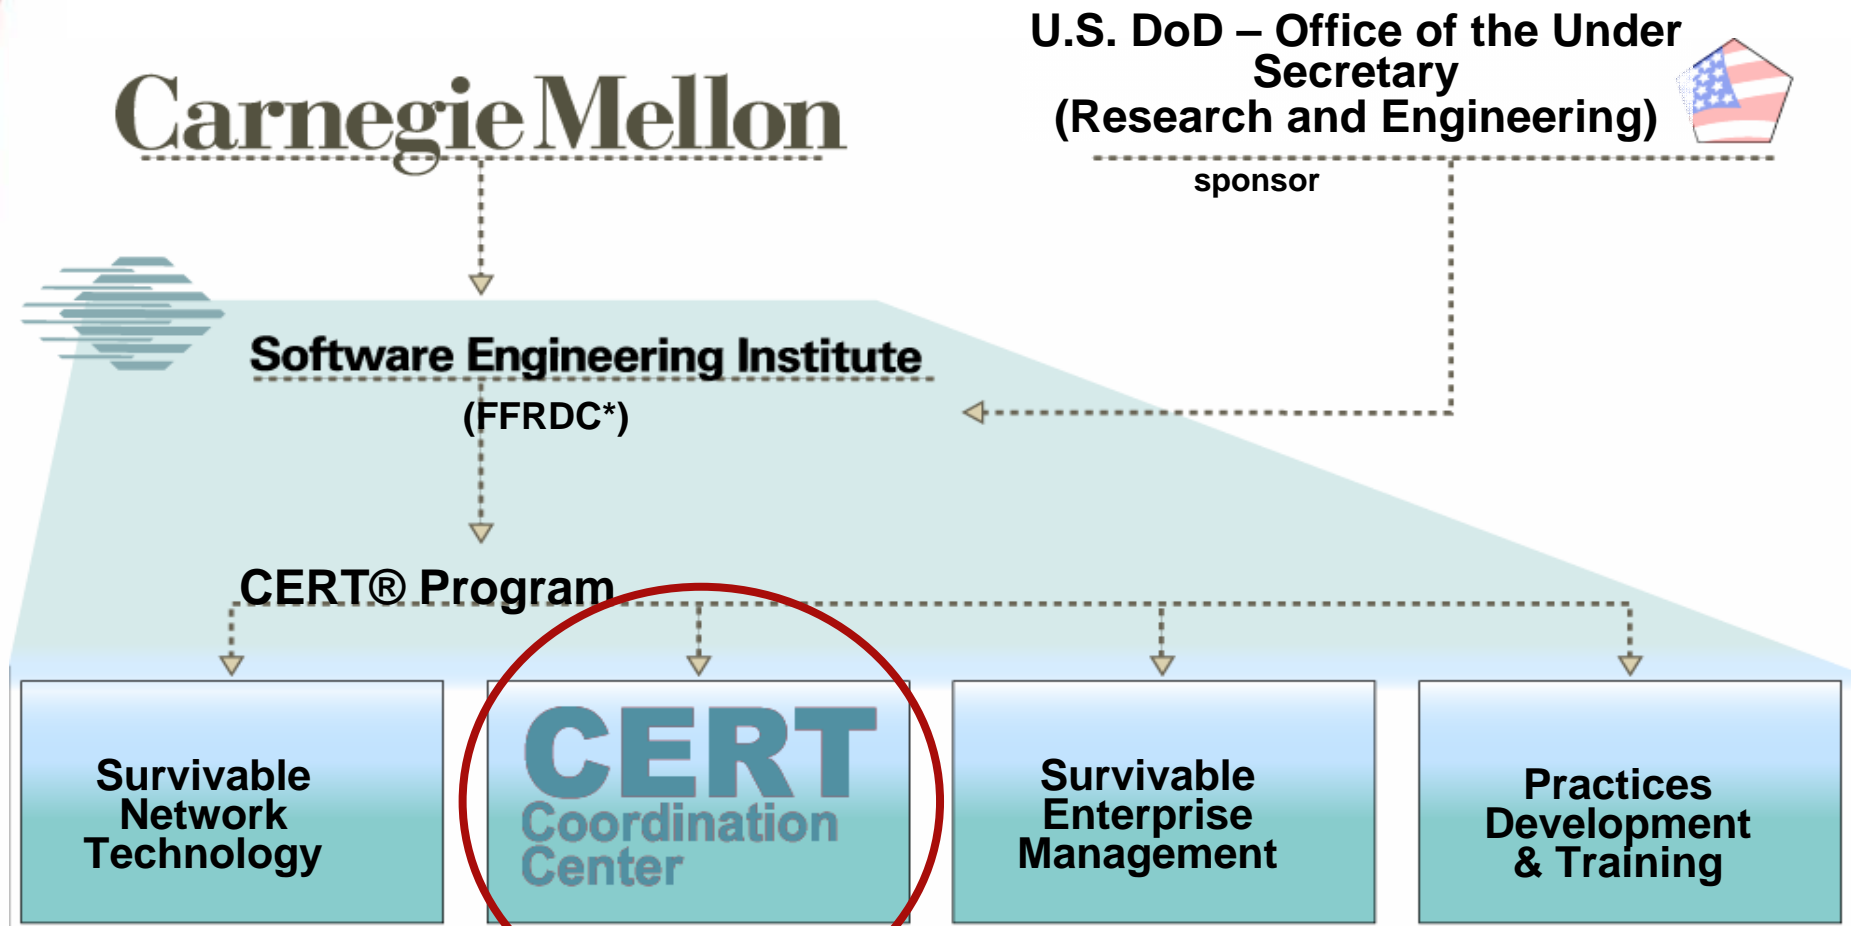 U.S. DoD – Office of the Under
Secretary
(Research and Engineering)
Carnegie Mellon
sponsor
Software Engineering Institute
(FFRDC*)
CERT® Program
Survivable
Network
Technology
CERT
Coordination
Center
Survivable
Enterprise
Management
Practices
Development
& Training